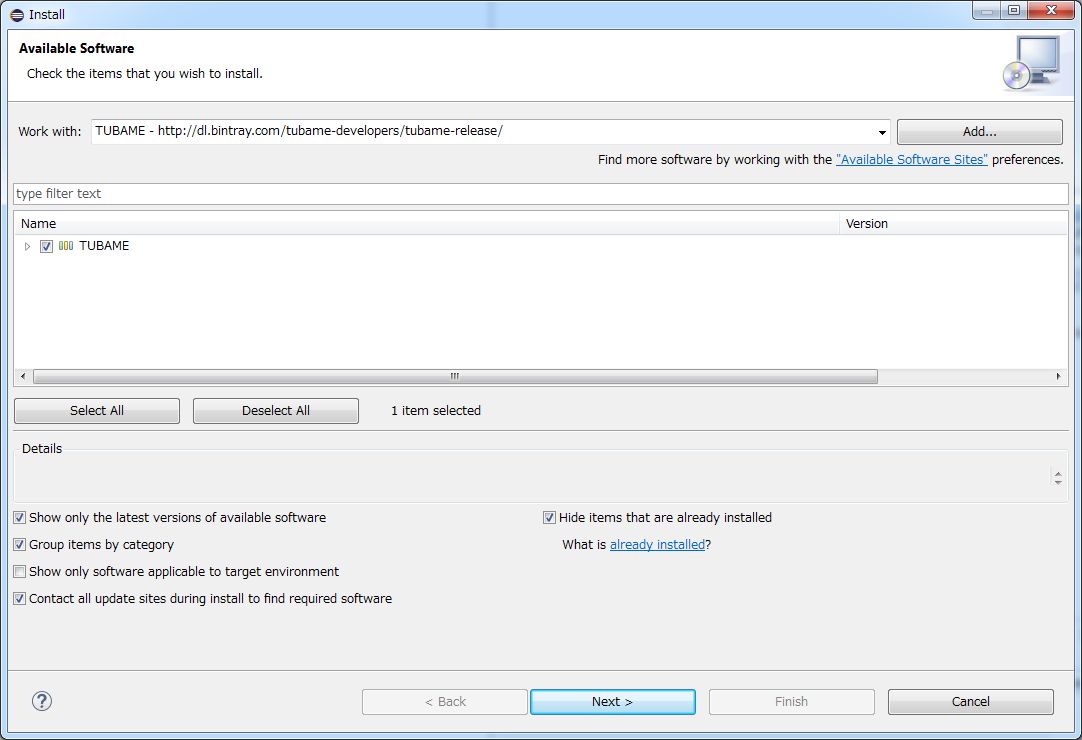 Install
Available Software
Check the items that you wish to install.
Work with: TUBAME - http://dl.bintray.com/tubame-developers/tubame-release/ Add...
Find more software by working with the "Available Software Sites" preferences.
type filter text
Name Version
TUBAME
Select All Deselect All 1 item selected
Details
Show only the latest versions of available software Hide items that are already installed
Group items by category What is already installed?
Show only software applicable to target environment
Contact all update sites during install to find required software
? < Back Next > Finish Cancel